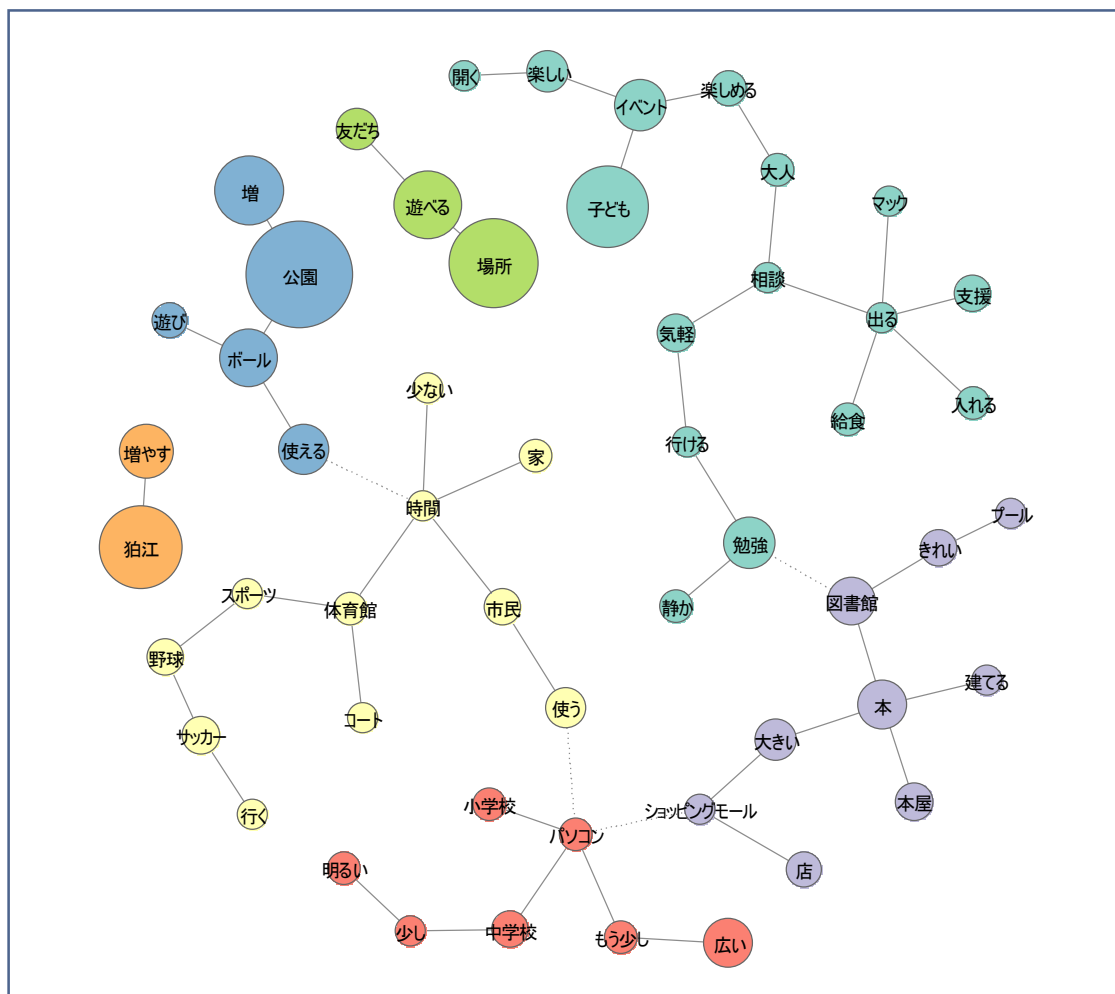 開く
楽しい
イベント
楽しめる
友だち
大人
増
遊べる
子ども
マック
公園
場所
相談
支援
遊び
気軽
出る
ボール
少ない
入れる
給食
増やす
使える
家
行ける
時間
プール
狛江
勉強
きれい
スポーツ
体育館
市民
静か
図書館
野球
建てる
コート
使う
本
サッカー
大きい
行く
小学校
パソコン
ショッピングモール
本屋
明るい
店
少し
中学校
もう少し
広い